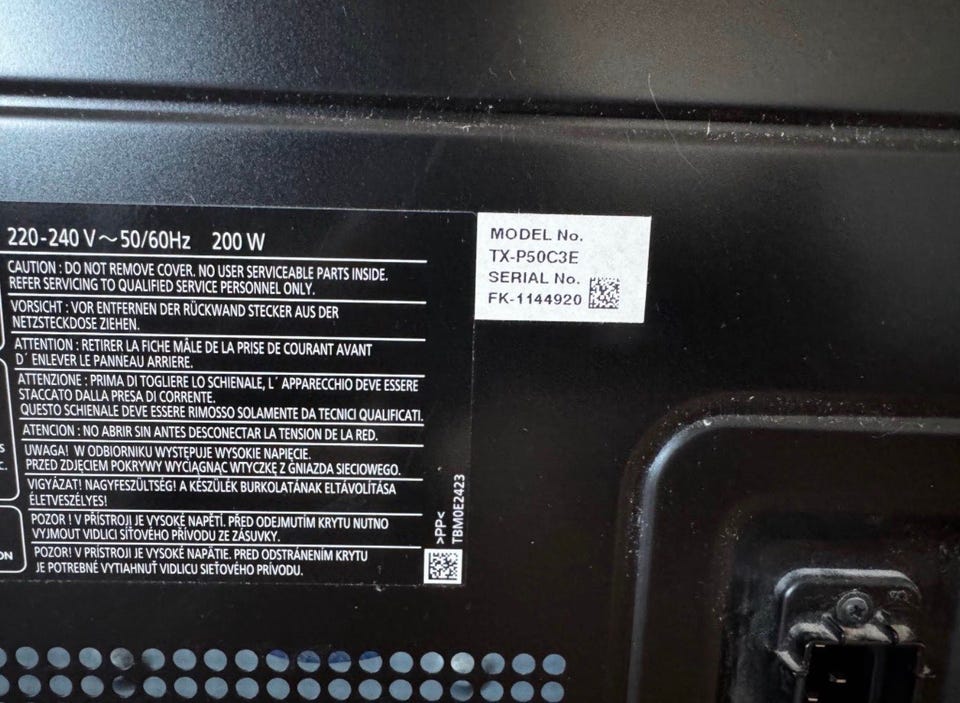 220-240 V~50/60Hz 200 W
CAUTION : DO NOT REMOVE COVER. NO USER SERVICEABLE PARTS INSIDE.
REFER SERVICING TO QUALIFIED SERVICE PERSONNEL ONLY.
VORSICHT : VOR ENTFERNEN DER RÜCKWAND STECKER AUS DER
NETZSTECKDOSE ZIEHEN.
ATTENTION : RETIRER LA FICHE MÂLE DE LA PRISE DE COURANT AVANT
D´ ENLEVER LE PANNEAU ARRIERE.
ATTENZIONE : PRIMA DI TOGLIERE LO SCHIENALE, L´ APPARECCHIO DEVE ESSERE
STACCATO DALLA PRESA DI CORRENTE.
QUESTO SCHIENALE DEVE ESSERE RIMOSSO SOLAMENTE DA TECNICI QUALIFICATI.
ATENCION : NO ABRIR SIN ANTES DESCONECTAR LA TENSION DE LA RED.
UWAGA! W ODBIORNIKU WYSTĘPUJE WYSOKIE NAPIĘCIE.
PRZED ZDJĘCIEM POKRYWY WYCIĄGNĄĆ WTYCZKĘ Z GNIAZDA SIECIOWEGO.
VIGYÁZAT! NAGYFESZÜLTSÉG! A KÉSZÜLÉK BURKOLATÁNAK ELTÁVOLÍTÁSA
ÉLETVESZÉLYES!
POZOR ! V PŘÍSTROJI JE VYSOKÉ NAPĚTÍ. PŘED ODEJMUTÍM KRYTU NUTNO
VYJMOUT VIDLICI SÍŤOVÉHO PŘÍVODU ZE ZÁSUVKY.
POZOR! V PRÍSTROJI JE VYSOKÉ NAPÄTIE. PRED ODSTRÁNENÍM KRYTU
JE POTREBNÉ VYTIAHNUŤ VIDLICU SIEŤOVÉHO PRÍVODU.
>PP<
TBM0E2423
MODEL No.
TX-P50C3E
SERIAL No.
FK-1144920